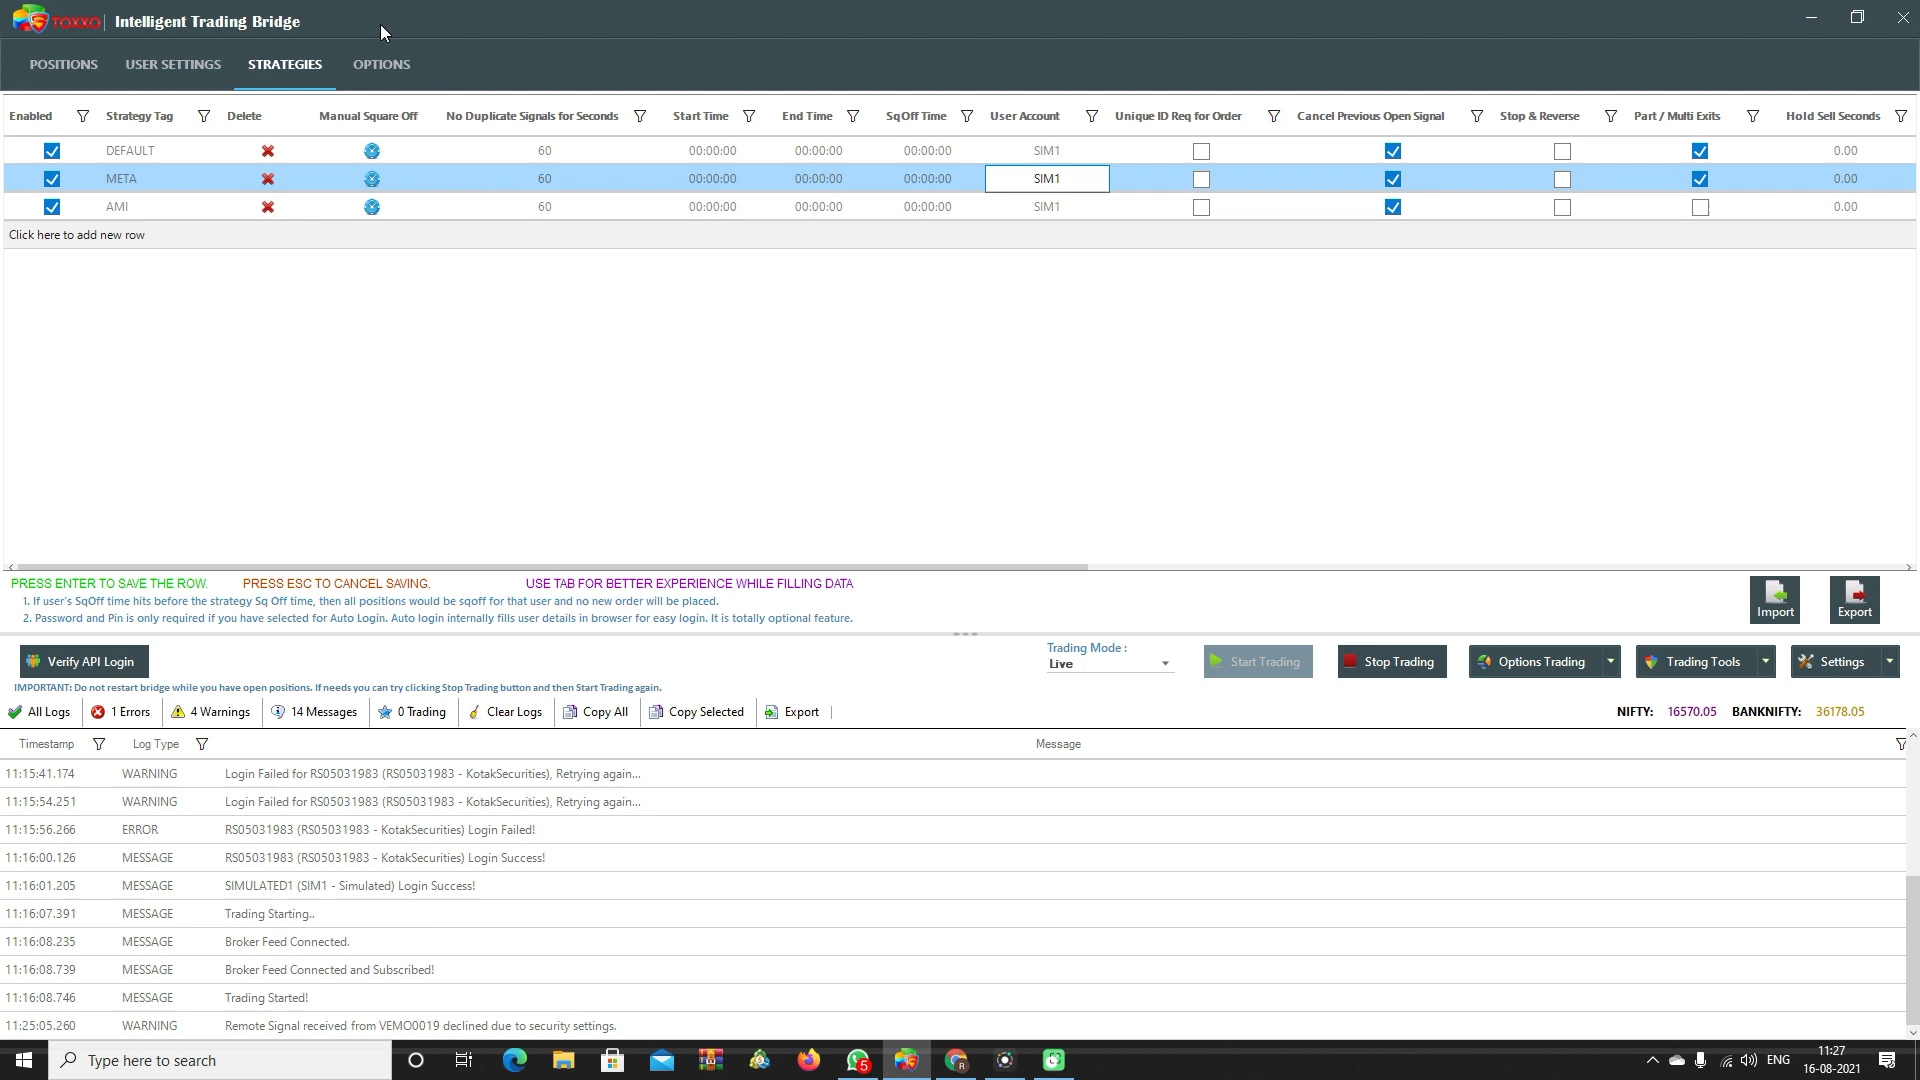 TOXXO | Intelligent Trading Bridge
POSITIONS USER SETTINGS STRATEGIES OPTIONS
Enabled Strategy Tag Delete Manual Square Off No Duplicate Signals for Seconds Start Time End Time SqOff Time User Account Unique ID Req for Order Cancel Previous Open Signal Stop & Reverse Part / Multi Exits Hold Sell Seconds
DEFAULT 60 00:00:00 00:00:00 00:00:00 SIM1 0.00
META 60 00:00:00 00:00:00 00:00:00 SIM1 0.00
AMI 60 00:00:00 00:00:00 00:00:00 SIM1 0.00
Click here to add new row
PRESS ENTER TO SAVE THE ROW. PRESS ESC TO CANCEL SAVING. USE TAB FOR BETTER EXPERIENCE WHILE FILLING DATA
1. If user's SqOff time hits before the strategy Sq Off time, then all positions would be sqoff for that user and no new order will be placed.
2. Password and Pin is only required if you have selected for Auto Login. Auto login internally fills user details in browser for easy login. It is totally optional feature.
Import Export
Verify API Login
Trading Mode :
Live
Start Trading Stop Trading Options Trading Trading Tools Settings
IMPORTANT: Do not restart bridge while you have open positions. If needs you can try clicking Stop Trading button and then Start Trading again.
All Logs 1 Errors 4 Warnings 14 Messages 0 Trading Clear Logs Copy All Copy Selected Export
NIFTY: 16570.05 BANKNIFTY: 36178.05
Timestamp Log Type Message
11:15:41.174 WARNING Login Failed for RS05031983 (RS05031983 - KotakSecurities), Retrying again...
11:15:54.251 WARNING Login Failed for RS05031983 (RS05031983 - KotakSecurities), Retrying again...
11:15:56.266 ERROR RS05031983 (RS05031983 - KotakSecurities) Login Failed!
11:16:00.126 MESSAGE RS05031983 (RS05031983 - KotakSecurities) Login Success!
11:16:01.205 MESSAGE SIMULATED1 (SIM1 - Simulated) Login Success!
11:16:07.391 MESSAGE Trading Starting..
11:16:08.235 MESSAGE Broker Feed Connected.
11:16:08.739 MESSAGE Broker Feed Connected and Subscribed!
11:16:08.746 MESSAGE Trading Started!
11:25:05.260 WARNING Remote Signal received from VEMO0019 declined due to security settings.
Type here to search
5
R
ENG
11:27
16-08-2021